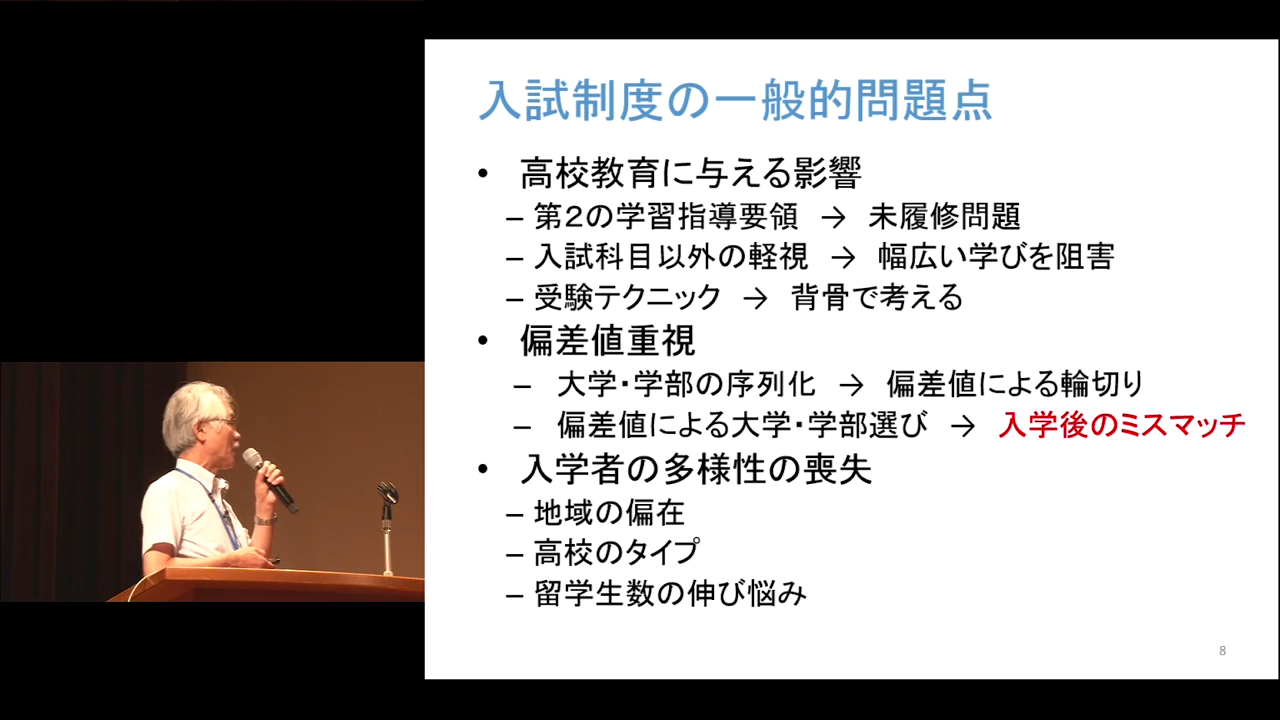 入試制度の一般的問題点
• 高校教育に与える影響
– 第２の学習指導要領 → 未履修問題
– 入試科目以外の軽視 → 幅広い学びを阻害
– 受験テクニック → 背骨で考える
• 偏差値重視
– 大学・学部の序列化 → 偏差値による輪切り
– 偏差値による大学・学部選び → 入学後のミスマッチ
• 入学者の多様性の喪失
– 地域の偏在
– 高校のタイプ
– 留学生数の伸び悩み
8